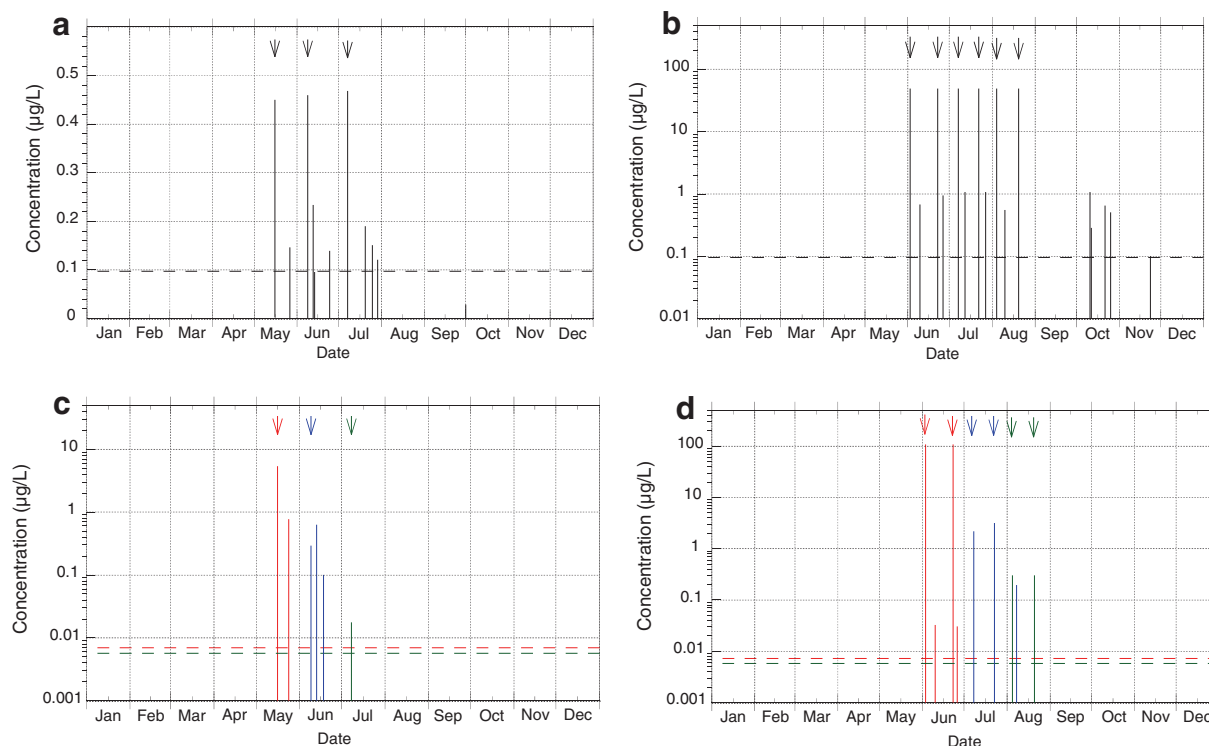 a
Concentration (µg/L)
0.5
0.4
0.3
0.2
0.1
0
Jan Feb Mar Apr May Jun Jul Aug Sep Oct Nov Dec
Date
b
Concentration (µg/L)
100
10
1
0.1
0.01
Jan Feb Mar Apr May Jun Jul Aug Sep Oct Nov Dec
Date
c
Concentration (µg/L)
10
1
0.1
0.01
0.001
Jan Feb Mar Apr May Jun Jul Aug Sep Oct Nov Dec
Date
d
Concentration (µg/L)
100
10
1
0.1
0.01
0.001
Jan Feb Mar Apr May Jun Jul Aug Sep Oct Nov Dec
Date